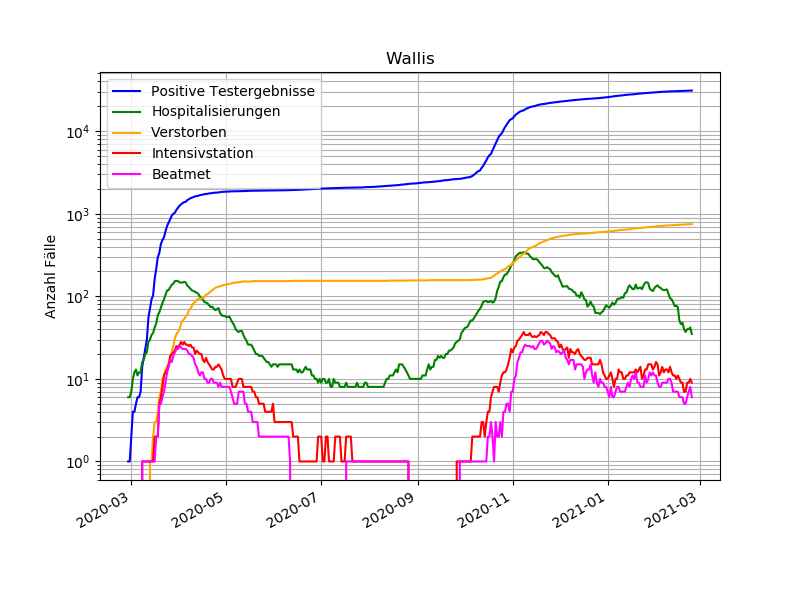 Wallis
Positive Testergebnisse
Hospitalisierungen
Verstorben
Intensivstation
Beatmet
Anzahl Fälle
10^4
10^3
10^2
10^1
10^0
2020-03
2020-05
2020-07
2020-09
2020-11
2021-01
2021-03